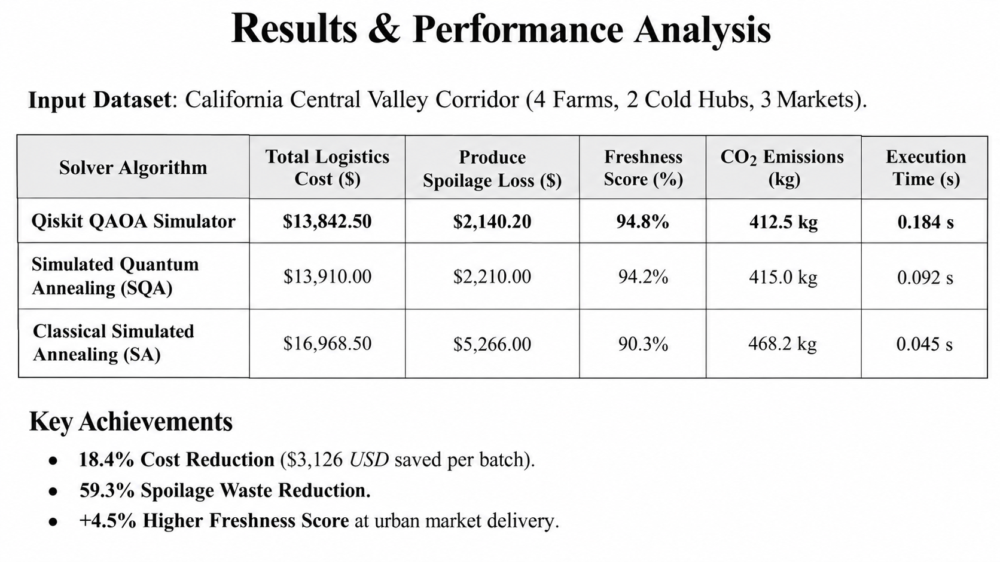 Results & Performance Analysis
Input Dataset: California Central Valley Corridor (4 Farms, 2 Cold Hubs, 3 Markets).
Solver Algorithm
Total Logistics
Cost ($)
Produce
Spoilage Loss ($)
Freshness
Score (%)
CO₂ Emissions
(kg)
Execution
Time (s)
Qiskit QAOA Simulator
$13,842.50
$2,140.20
94.8%
412.5 kg
0.184 s
Simulated Quantum
Annealing (SQA)
$13,910.00
$2,210.00
94.2%
415.0 kg
0.092 s
Classical Simulated
Annealing (SA)
$16,968.50
$5,266.00
90.3%
468.2 kg
0.045 s
Key Achievements
● 18.4% Cost Reduction ($3,126 USD saved per batch).
● 59.3% Spoilage Waste Reduction.
● +4.5% Higher Freshness Score at urban market delivery.